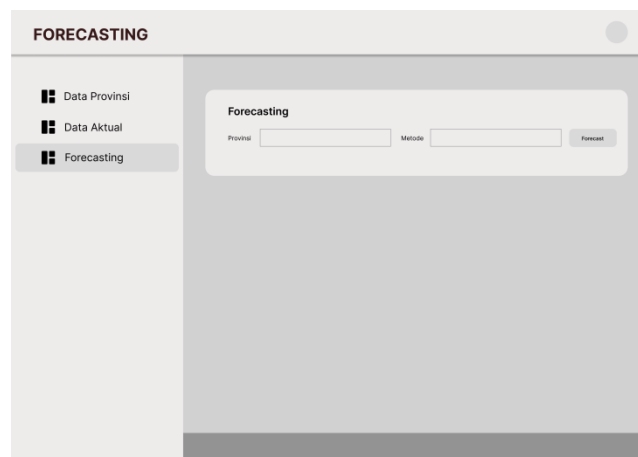 FORECASTING
Data Provinsi
Data Aktual
Forecasting
Forecasting
Provinsi Metode Forecast